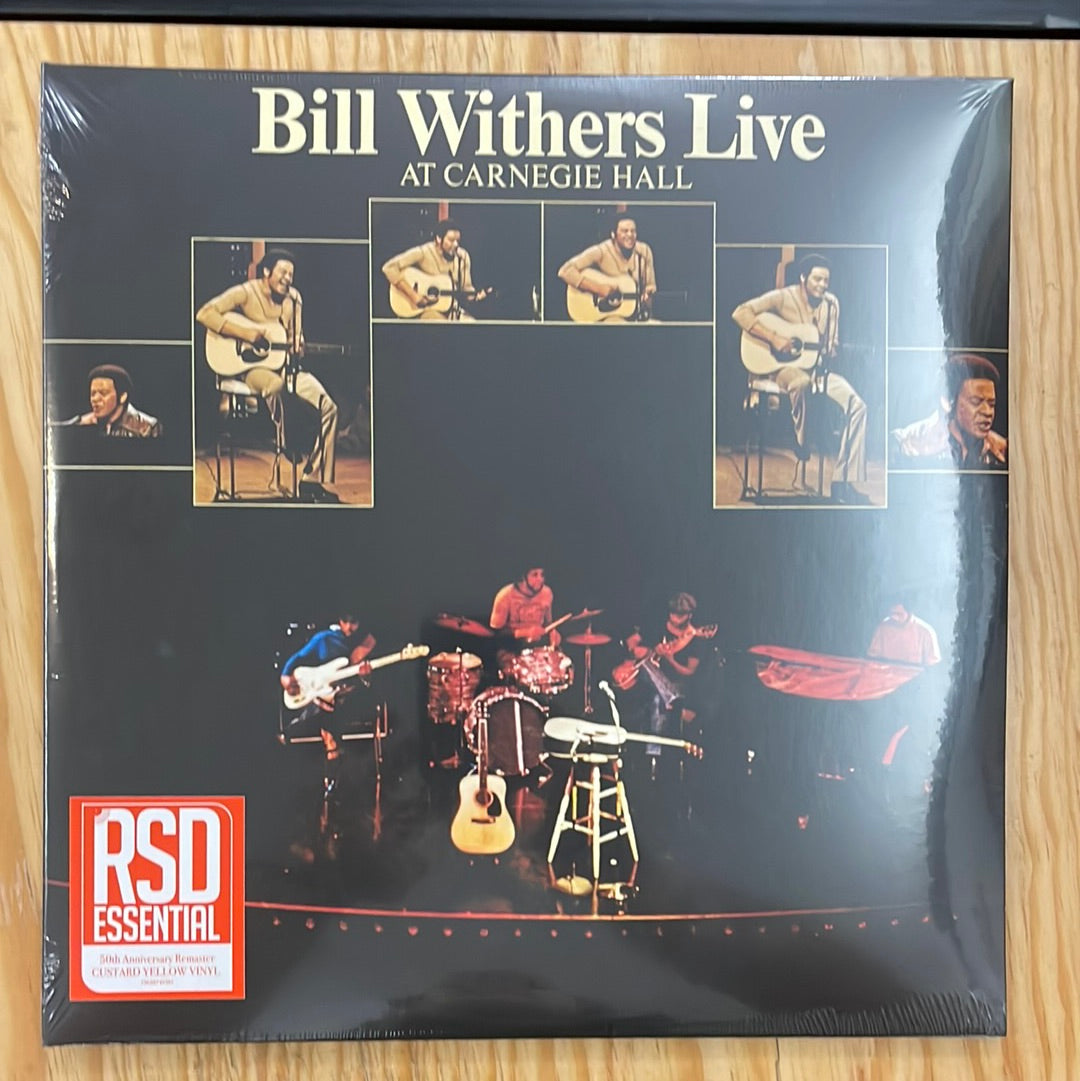 Bill Withers Live
AT CARNEGIE HALL
RSD
ESSENTIAL
50th Anniversary Remaster
CUSTARD YELLOW VINYL